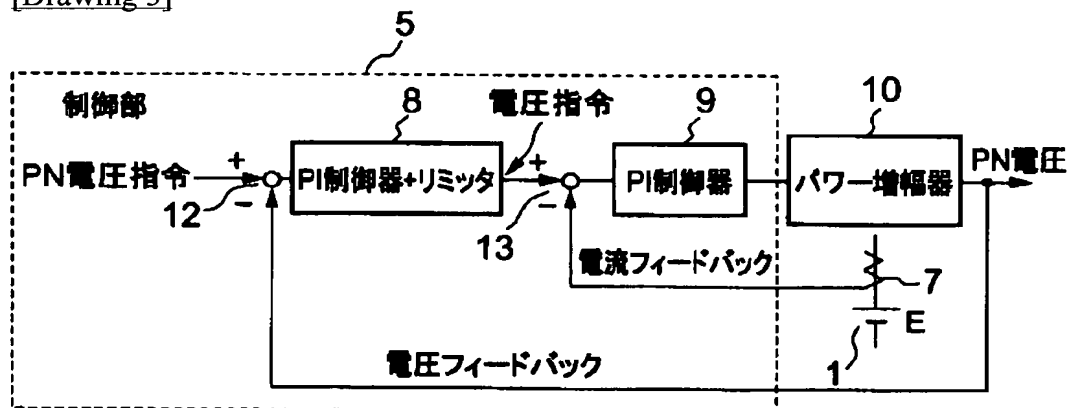 [Drawing 3]
5
制御部
8
電圧指令
9
10
PN電圧指令
+
−
12
PI制御器+リミッタ
+
−
13
PI制御器
パワー増幅器
PN電圧
電流フィードバック
7
E
1
電圧フィードバック